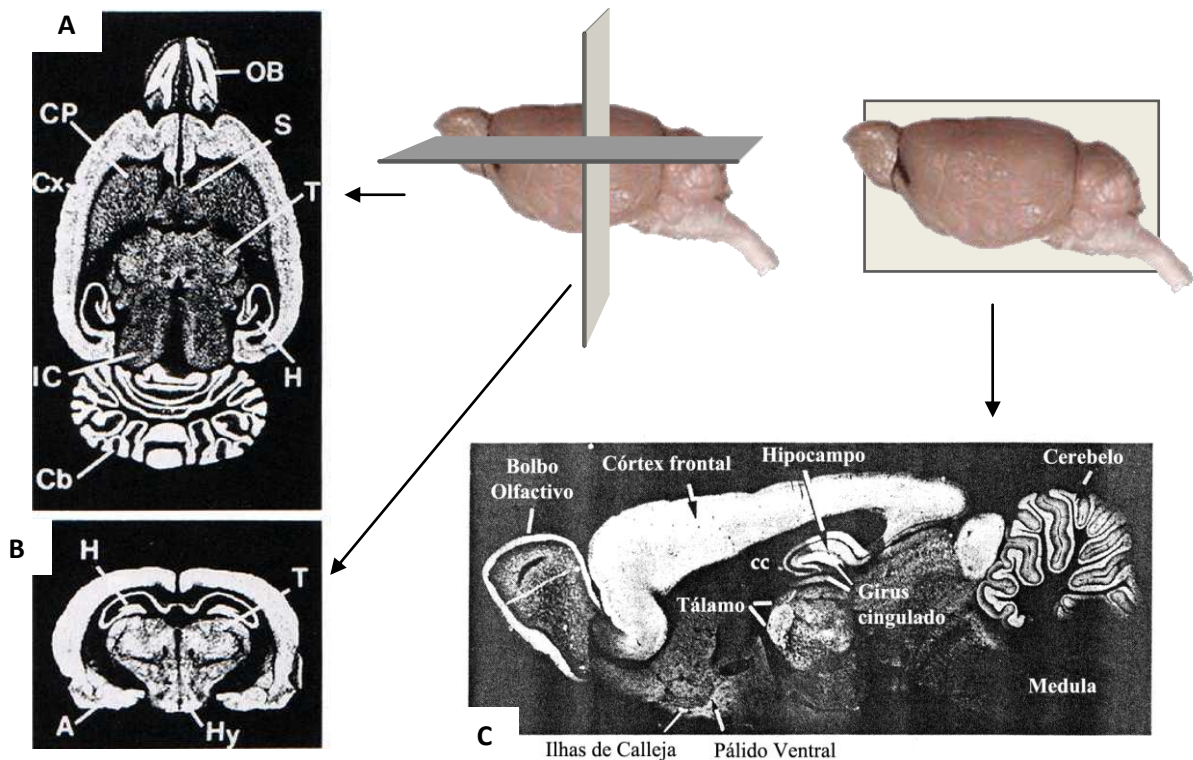 A
OB
CP
S
Cx
T
IC
H
Cb
B
H
T
A
Hy
Bolbo
Olfactivo
Córtex frontal
Hipocampo
Cerebelo
cc
Tálamo
Girus
cingulado
Medula
C
Ilhas de Calleja
Pálido Ventral